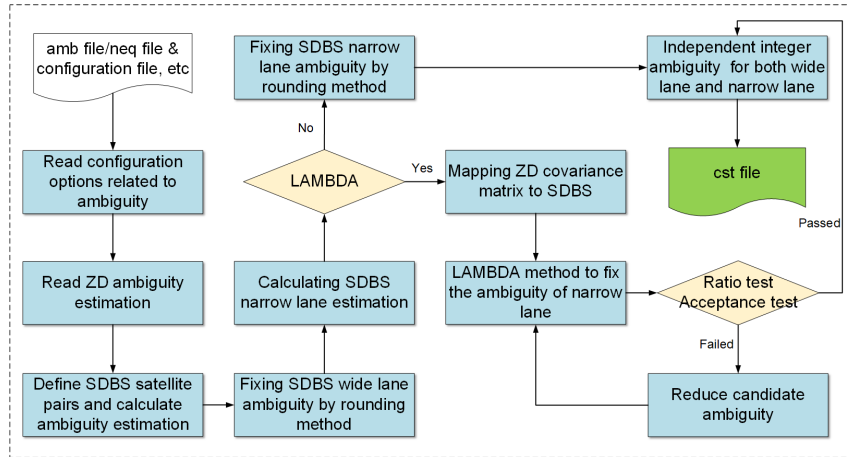 amb file/neq file &
configuration file, etc
Read configuration
options related to
ambiguity
Read ZD ambiguity
estimation
Define SDBS satellite
pairs and calculate
ambiguity estimation
Fixing SDBS wide lane
ambiguity by rounding
method
Calculating SDBS
narrow lane estimation
LAMBDA
No
Yes
Fixing SDBS narrow
lane ambiguity by
rounding method
Mapping ZD covariance
matrix to SDBS
LAMBDA method to fix
the ambiguity of narrow
lane
Ratio test
Acceptance test
Failed
Passed
Reduce candidate
ambiguity
Independent integer
ambiguity for both wide
lane and narrow lane
cst file